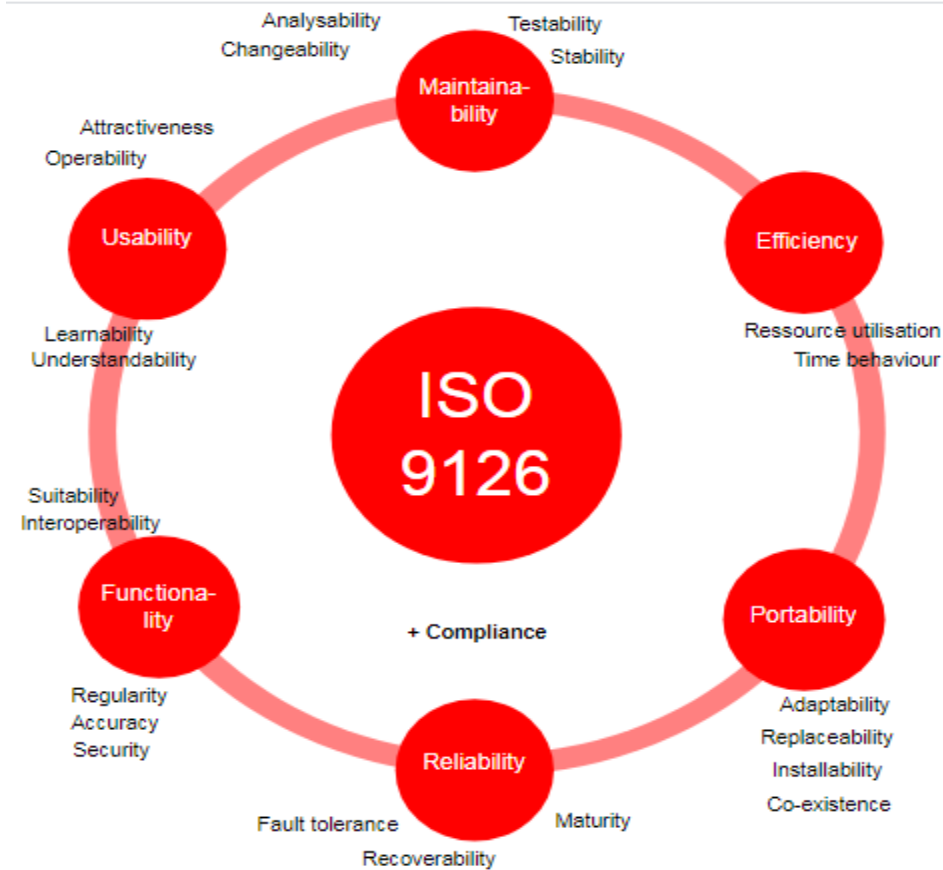 Analysability
Changeability
Testability
Stability
Maintaina-
bility
Attractiveness
Operability
Usability
Learnability
Understandability
Efficiency
Ressource utilisation
Time behaviour
ISO
9126
Suitability
Interoperability
Functiona-
lity
Regularity
Accuracy
Security
+ Compliance
Portability
Adaptability
Replaceability
Installability
Co-existence
Reliability
Fault tolerance
Recoverability
Maturity